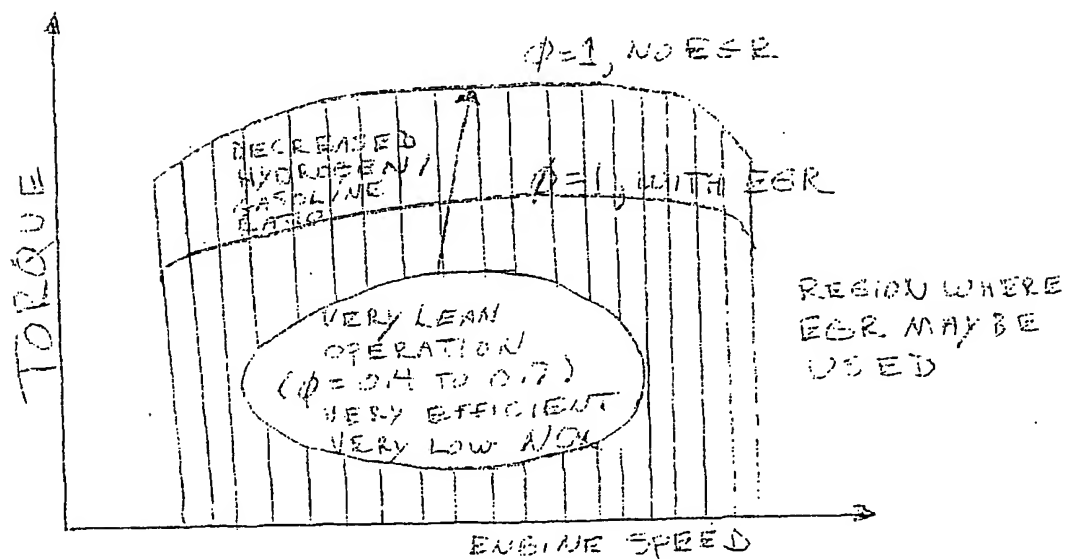 TORQUE
φ=1, NO EGR
DECREASED
HYDROGEN/
GASOLINE
RATIO
φ=1, WITH EGR
VERY LEAN
OPERATION
(φ=0.4 TO 0.7)
VERY EFFICIENT
VERY LOW NOx
REGION WHERE
EGR MAY BE
USED
ENGINE SPEED